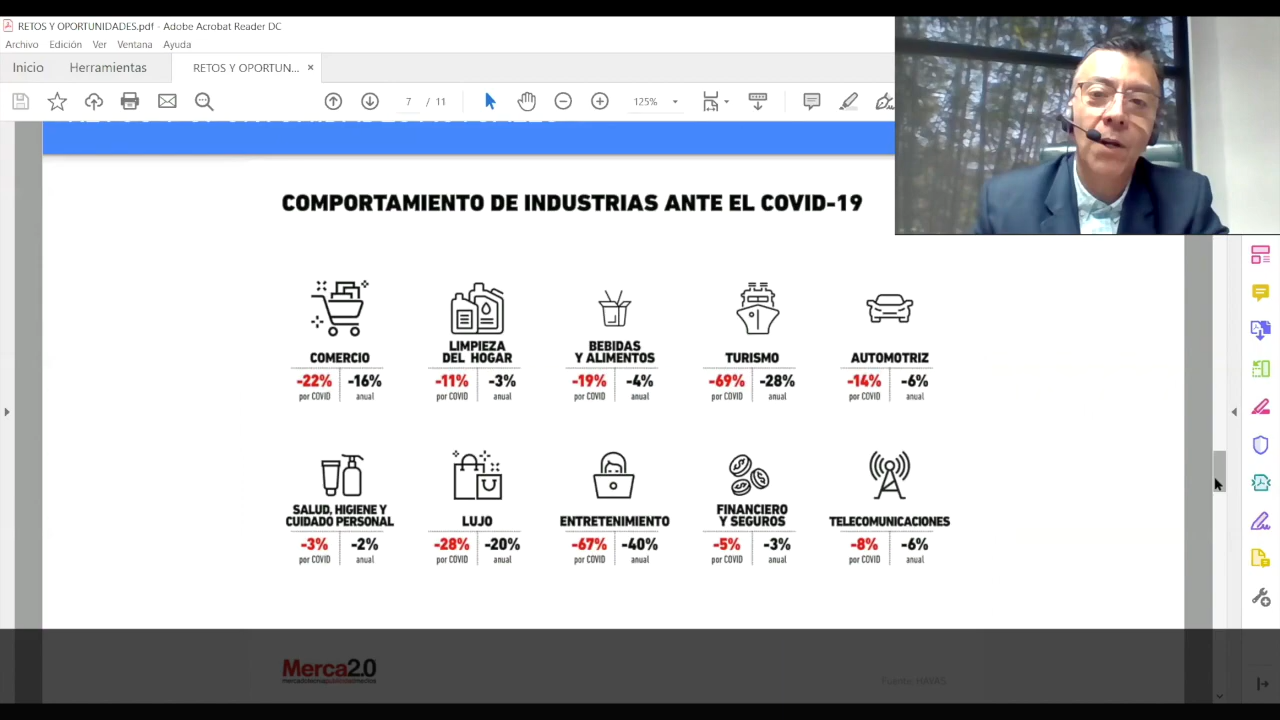 RETOS Y OPORTUNIDADES.pdf - Adobe Acrobat Reader DC
Archivo Edición Ver Ventana Ayuda
Inicio Herramientas RETOS Y OPORTUN... ×
7 / 11 125%
COMPORTAMIENTO DE INDUSTRIAS ANTE EL COVID-19
COMERCIO
-22% -16%
por COVID anual
LIMPIEZA
DEL HOGAR
-11% -3%
por COVID anual
BEBIDAS
Y ALIMENTOS
-19% -4%
por COVID anual
TURISMO
-69% -28%
por COVID anual
AUTOMOTRIZ
-14% -6%
por COVID anual
SALUD, HIGIENE Y
CUIDADO PERSONAL
-3% -2%
por COVID anual
LUJO
-28% -20%
por COVID anual
ENTRETENIMIENTO
-67% -40%
por COVID anual
FINANCIERO
Y SEGUROS
-5% -3%
por COVID anual
TELECOMUNICACIONES
-8% -6%
por COVID anual
Merca2.0
Fuente: HAVAS